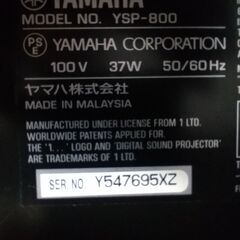 YAMAHA
MODEL NO. YSP-800
PS
E
YAMAHA CORPORATION
100V 37W 50/60Hz
ヤマハ株式会社
MADE IN MALAYSIA
MANUFACTURED UNDER LICENSE FROM 1 LTD.
WORLDWIDE PATENTS APPLIED FOR.
THE "1..." LOGO AND "DIGITAL SOUND PROJECTOR"
ARE TRADEMARKS OF 1 LTD.
SER NO. Y547695XZ